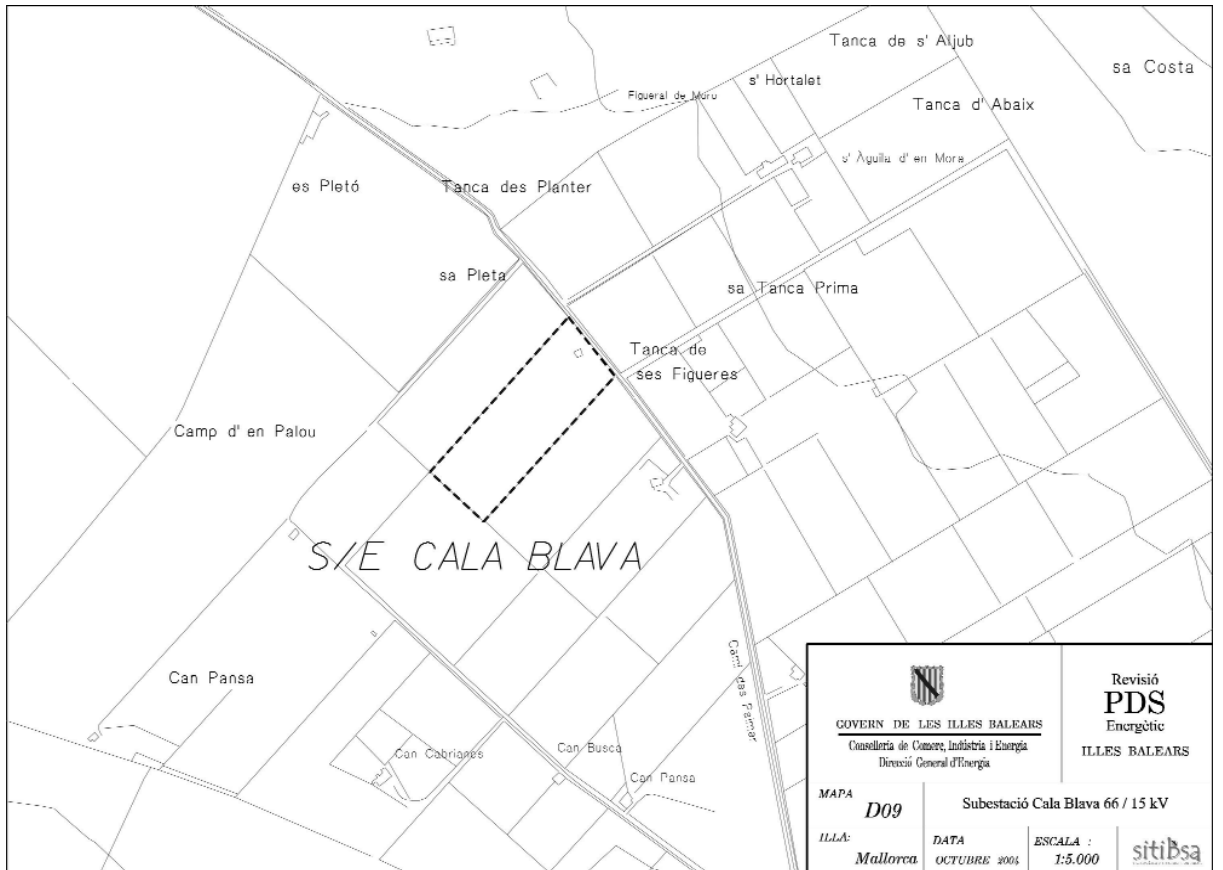 Tanca de s' Aljub
sa Costa
s' Hortalet
Figueral de Moru
Tanca d' Abaix
s' Àguila d' en Mora
es Pletó
Tanca des Planter
sa Pleta
sa Tanca Prima
Tanca de
ses Figueres
Camp d' en Palou
S/E CALA BLAVA
Can Pansa
Camí das Palmar
Can Cabrianes
Can Busca
Can Pansa
GOVERN DE LES ILLES BALEARS
Conselleria de Comerç, Indústria i Energia
Direcció General d'Energia
Revisió
PDS
Energètic
ILLES BALEARS
MAPA
D09
Subestació Cala Blava 66 / 15 kV
ILLA:
Mallorca
DATA
OCTUBRE
ESCALA :
1:5.000
sitibsa